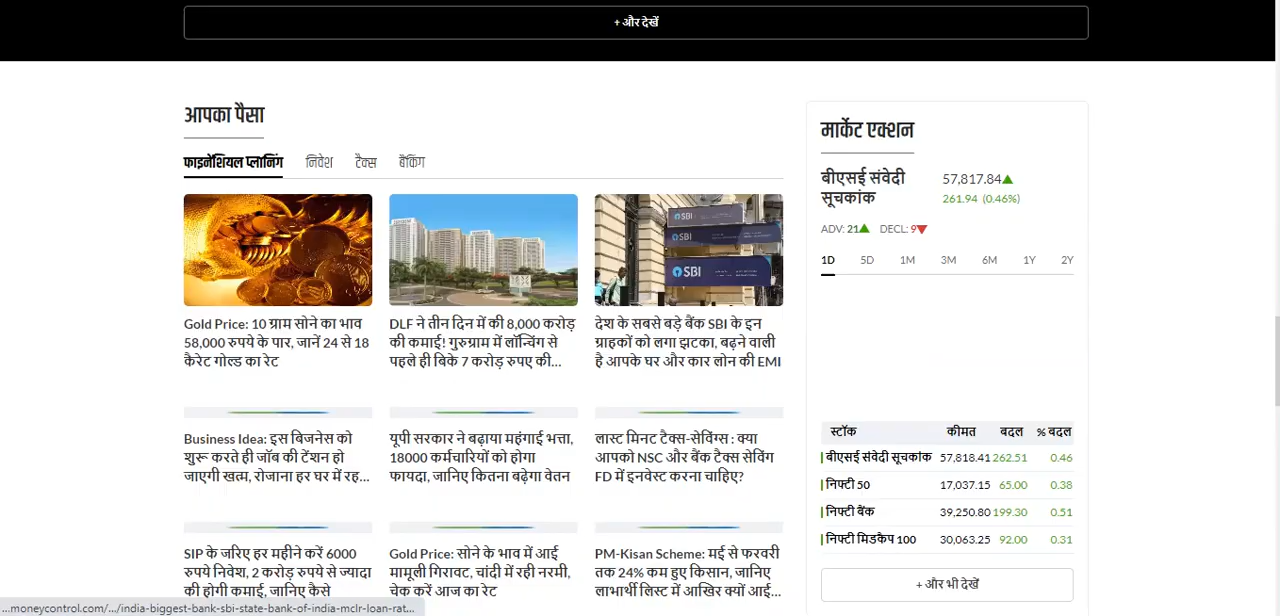 + और देखें
आपका पैसा
फाइनेंशियल प्लानिंग निवेश टैक्स बैंकिंग
Gold Price: 10 ग्राम सोने का भाव
58,000 रुपये के पार, जानें 24 से 18
कैरेट गोल्ड का रेट
DLF ने तीन दिन में की 8,000 करोड़
की कमाई! गुरुग्राम में लॉन्चिंग से
पहले ही बिके 7 करोड़ रुपए की...
SBI
SBI
SBI
देश के सबसे बड़े बैंक SBI के इन
ग्राहकों को लगा झटका, बढ़ने वाली
है आपके घर और कार लोन की EMI
Business Idea: इस बिजनेस को
शुरू करते ही जॉब की टेंशन हो
जाएगी खत्म, रोजाना हर घर में रह...
यूपी सरकार ने बढ़ाया महंगाई भत्ता,
18000 कर्मचारियों को होगा
फायदा, जानिए कितना बढ़ेगा वेतन
लास्ट मिनट टैक्स-सेविंग्स : क्या
आपको NSC और बैंक टैक्स सेविंग
FD में इनवेस्ट करना चाहिए?
SIP के जरिए हर महीने करें 6000
रुपये निवेश, 2 करोड़ रुपये से ज्यादा
की होगी कमाई, जानिए कैसे
Gold Price: सोने के भाव में आई
मामूली गिरावट, चांदी में रही नरमी,
चेक करें आज का रेट
PM-Kisan Scheme: मई से फरवरी
तक 24% कम हुए किसान, जानिए
लाभार्थी लिस्ट में आखिर क्यों आई...
मार्केट एक्शन
बीएसई संवेदी
सूचकांक
57,817.84▲
261.94 (0.46%)
ADV: 21▲ DECL: 9▼
1D 5D 1M 3M 6M 1Y 2Y
स्टॉक कीमत बदल % बदल
बीएसई संवेदी सूचकांक 57,818.41 262.51 0.46
निफ्टी 50 17,037.15 65.00 0.38
निफ्टी बैंक 39,250.80 199.30 0.51
निफ्टी मिडकैप 100 30,063.25 92.00 0.31
+ और भी देखें
...moneycontrol.com/.../india-biggest-bank-sbi-state-bank-of-india-mclr-loan-rat...